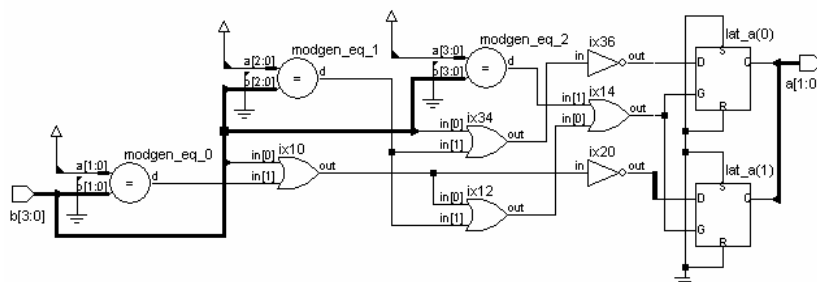 modgen_eq_0
a[1:0]
b[1:0]
=
d
b[3:0]
modgen_eq_1
a[2:0]
b[2:0]
=
d
modgen_eq_2
a[3:0]
b[3:0]
=
d
ix10
in[0]
in[1]
out
ix34
in[0]
in[1]
out
ix12
in[0]
in[1]
out
ix36
in
out
ix14
in[1]
in[0]
out
ix20
in
out
lat_a(0)
S
D
Q
G
R
lat_a(1)
S
D
Q
G
R
a[1:0]